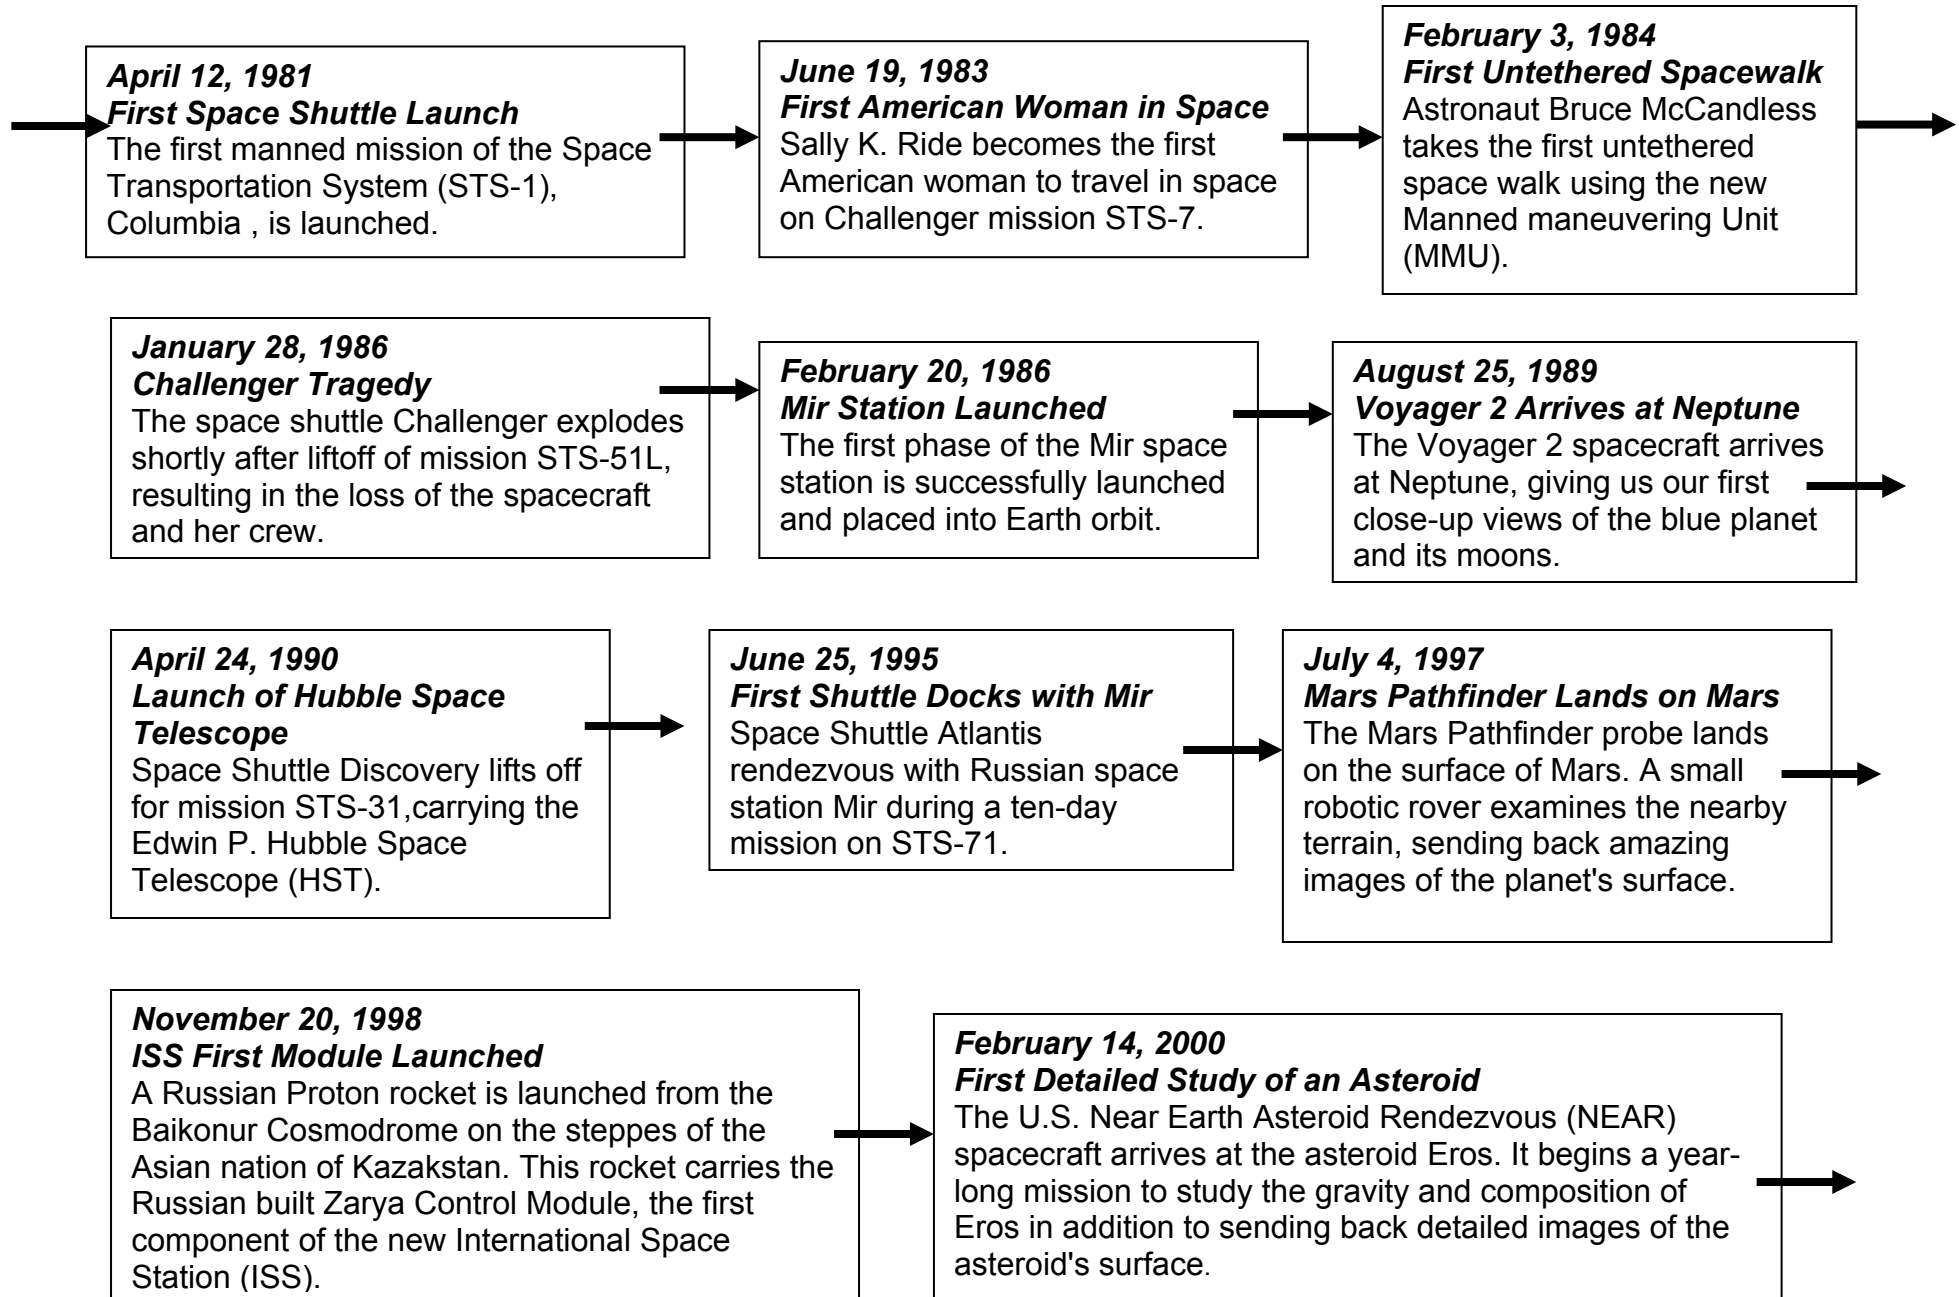 April 12, 1981
First Space Shuttle Launch
The first manned mission of the Space
Transportation System (STS-1),
Columbia , is launched.
June 19, 1983
First American Woman in Space
Sally K. Ride becomes the first
American woman to travel in space
on Challenger mission STS-7.
February 3, 1984
First Untethered Spacewalk
Astronaut Bruce McCandless
takes the first untethered
space walk using the new
Manned maneuvering Unit
(MMU).
January 28, 1986
Challenger Tragedy
The space shuttle Challenger explodes
shortly after liftoff of mission STS-51L,
resulting in the loss of the spacecraft
and her crew.
February 20, 1986
Mir Station Launched
The first phase of the Mir space
station is successfully launched
and placed into Earth orbit.
August 25, 1989
Voyager 2 Arrives at Neptune
The Voyager 2 spacecraft arrives
at Neptune, giving us our first
close-up views of the blue planet
and its moons.
April 24, 1990
Launch of Hubble Space
Telescope
Space Shuttle Discovery lifts off
for mission STS-31,carrying the
Edwin P. Hubble Space
Telescope (HST).
June 25, 1995
First Shuttle Docks with Mir
Space Shuttle Atlantis
rendezvous with Russian space
station Mir during a ten-day
mission on STS-71.
July 4, 1997
Mars Pathfinder Lands on Mars
The Mars Pathfinder probe lands
on the surface of Mars. A small
robotic rover examines the nearby
terrain, sending back amazing
images of the planet's surface.
November 20, 1998
ISS First Module Launched
A Russian Proton rocket is launched from the
Baikonur Cosmodrome on the steppes of the
Asian nation of Kazakstan. This rocket carries the
Russian built Zarya Control Module, the first
component of the new International Space
Station (ISS).
February 14, 2000
First Detailed Study of an Asteroid
The U.S. Near Earth Asteroid Rendezvous (NEAR)
spacecraft arrives at the asteroid Eros. It begins a year-
long mission to study the gravity and composition of
Eros in addition to sending back detailed images of the
asteroid's surface.